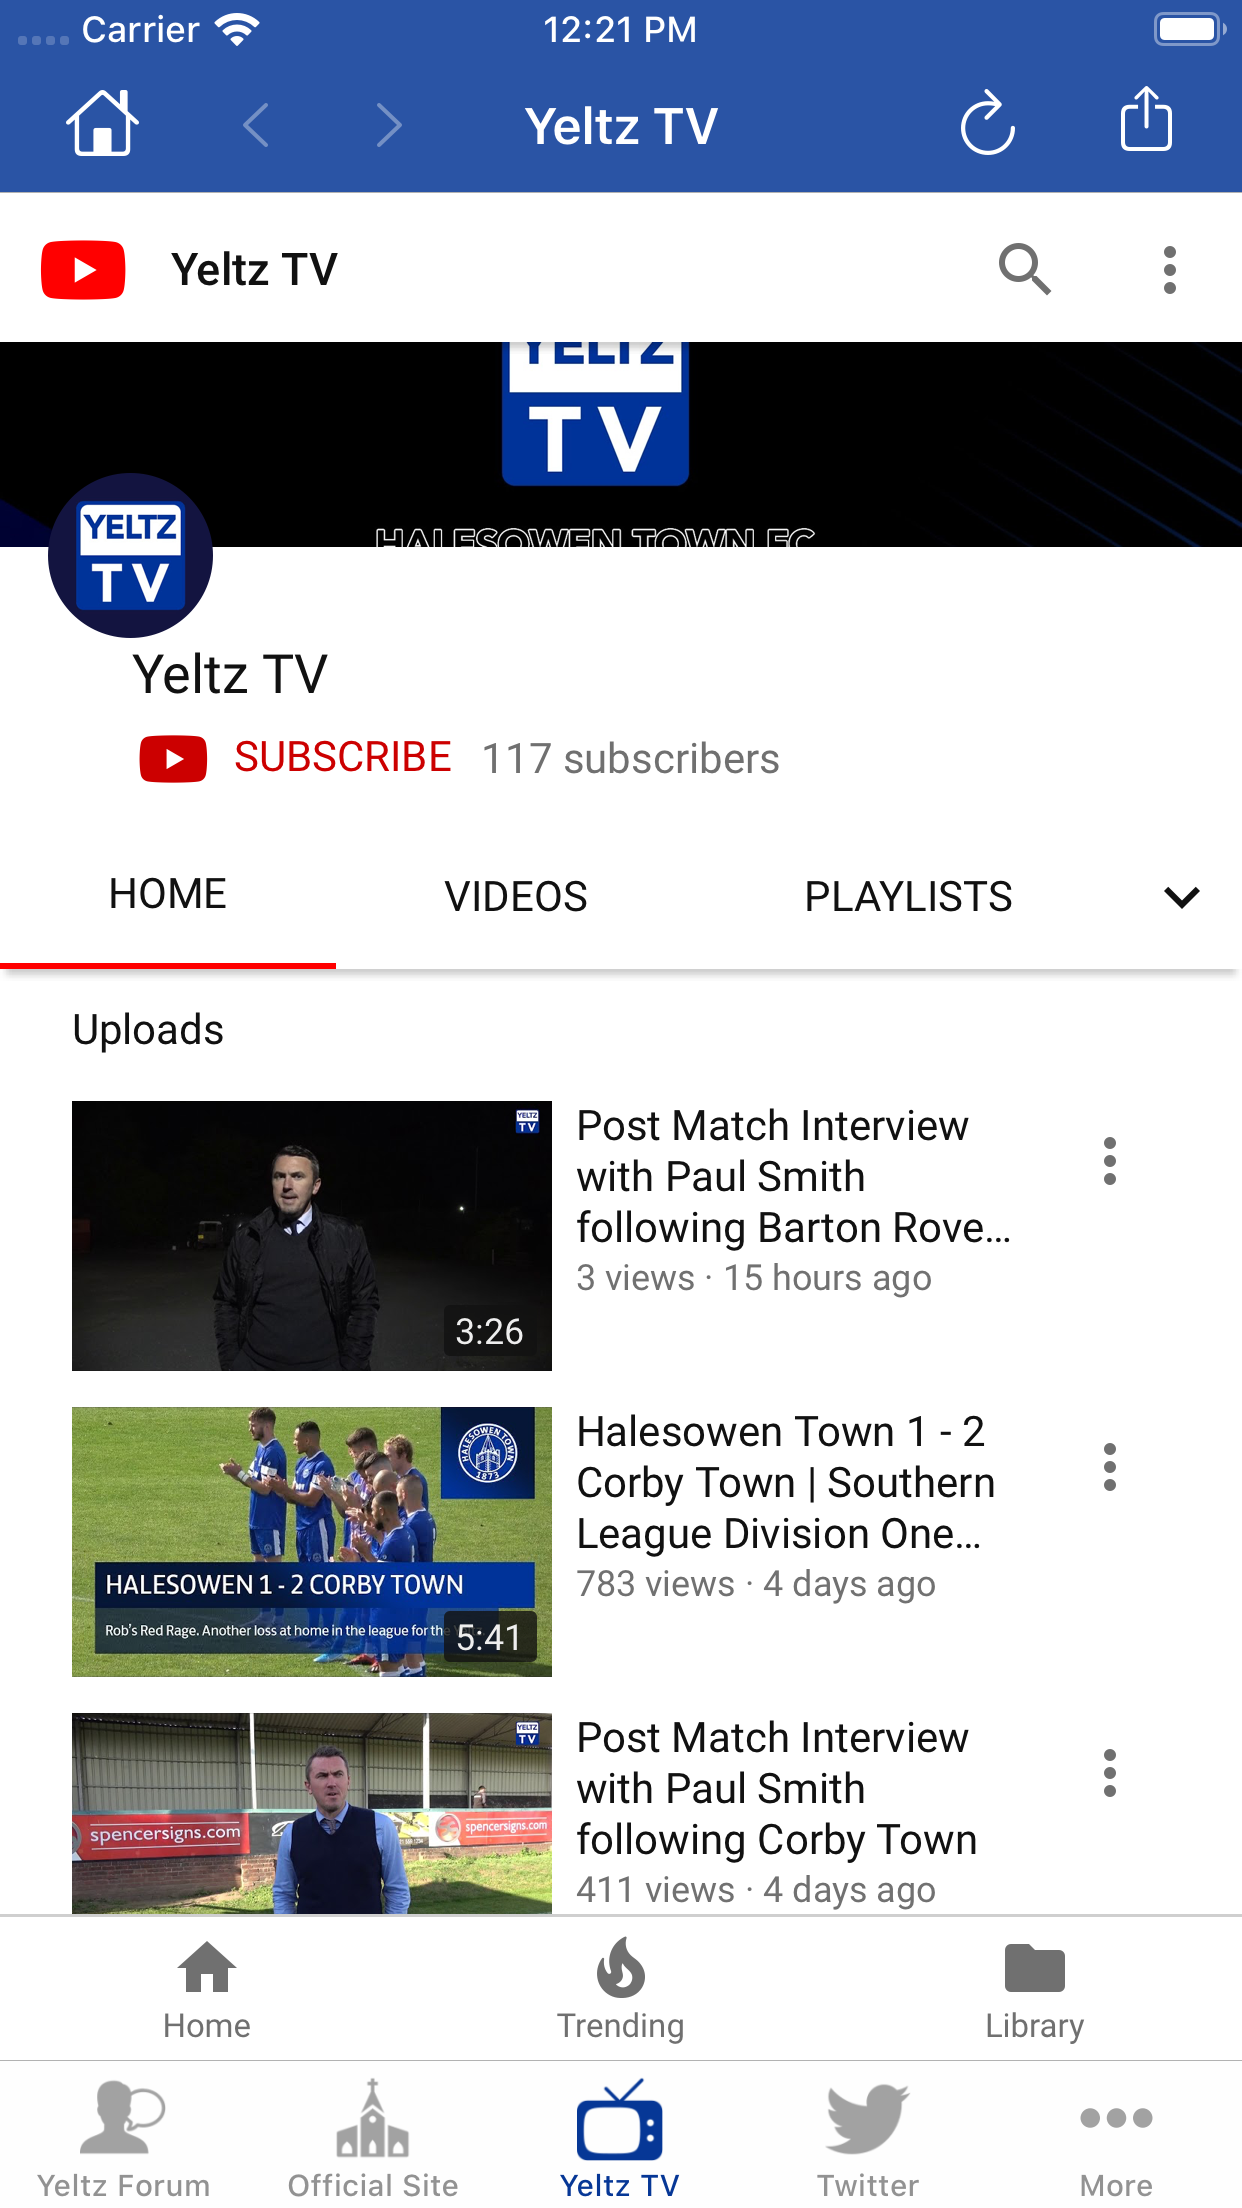 Carrier
12:21 PM
Yeltz TV
Yeltz TV
YELTZ
TV
HALESOWEN TOWN FC
YELTZ
TV
Yeltz TV
SUBSCRIBE 117 subscribers
HOME VIDEOS PLAYLISTS
Uploads
YELTZ
TV
3:26
Post Match Interview
with Paul Smith
following Barton Rove...
3 views · 15 hours ago
HALESOWEN TOWN
1873
HALESOWEN 1 - 2 CORBY TOWN
Rob's Red Rage. Another loss at home in the league for the
5:41
Halesowen Town 1 - 2
Corby Town | Southern
League Division One...
783 views · 4 days ago
YELTZ
TV
spencersigns.com
spencersigns.com
Post Match Interview
with Paul Smith
following Corby Town
411 views · 4 days ago
Home Trending Library
Yeltz Forum Official Site Yeltz TV Twitter More